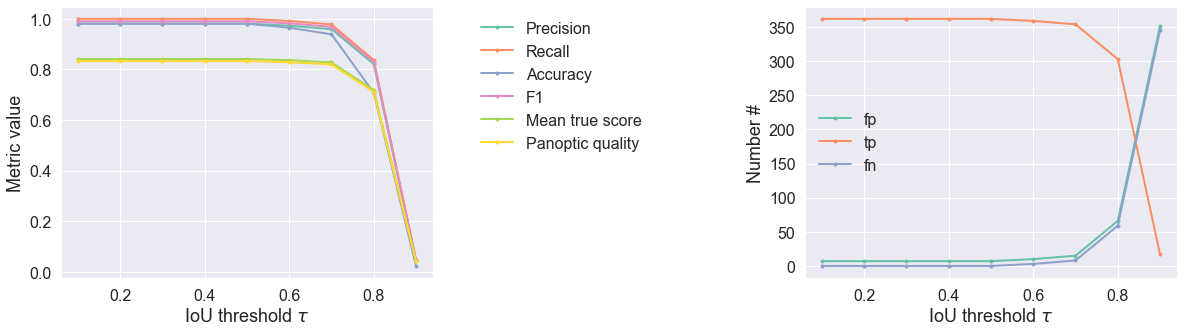 Metric value
1.0
0.8
0.6
0.4
0.2
0.0
0.2 0.4 0.6 0.8
IoU threshold τ
Precision
Recall
Accuracy
F1
Mean true score
Panoptic quality
Number #
350
300
250
200
150
100
50
0
fp
tp
fn
0.2 0.4 0.6 0.8
IoU threshold τ